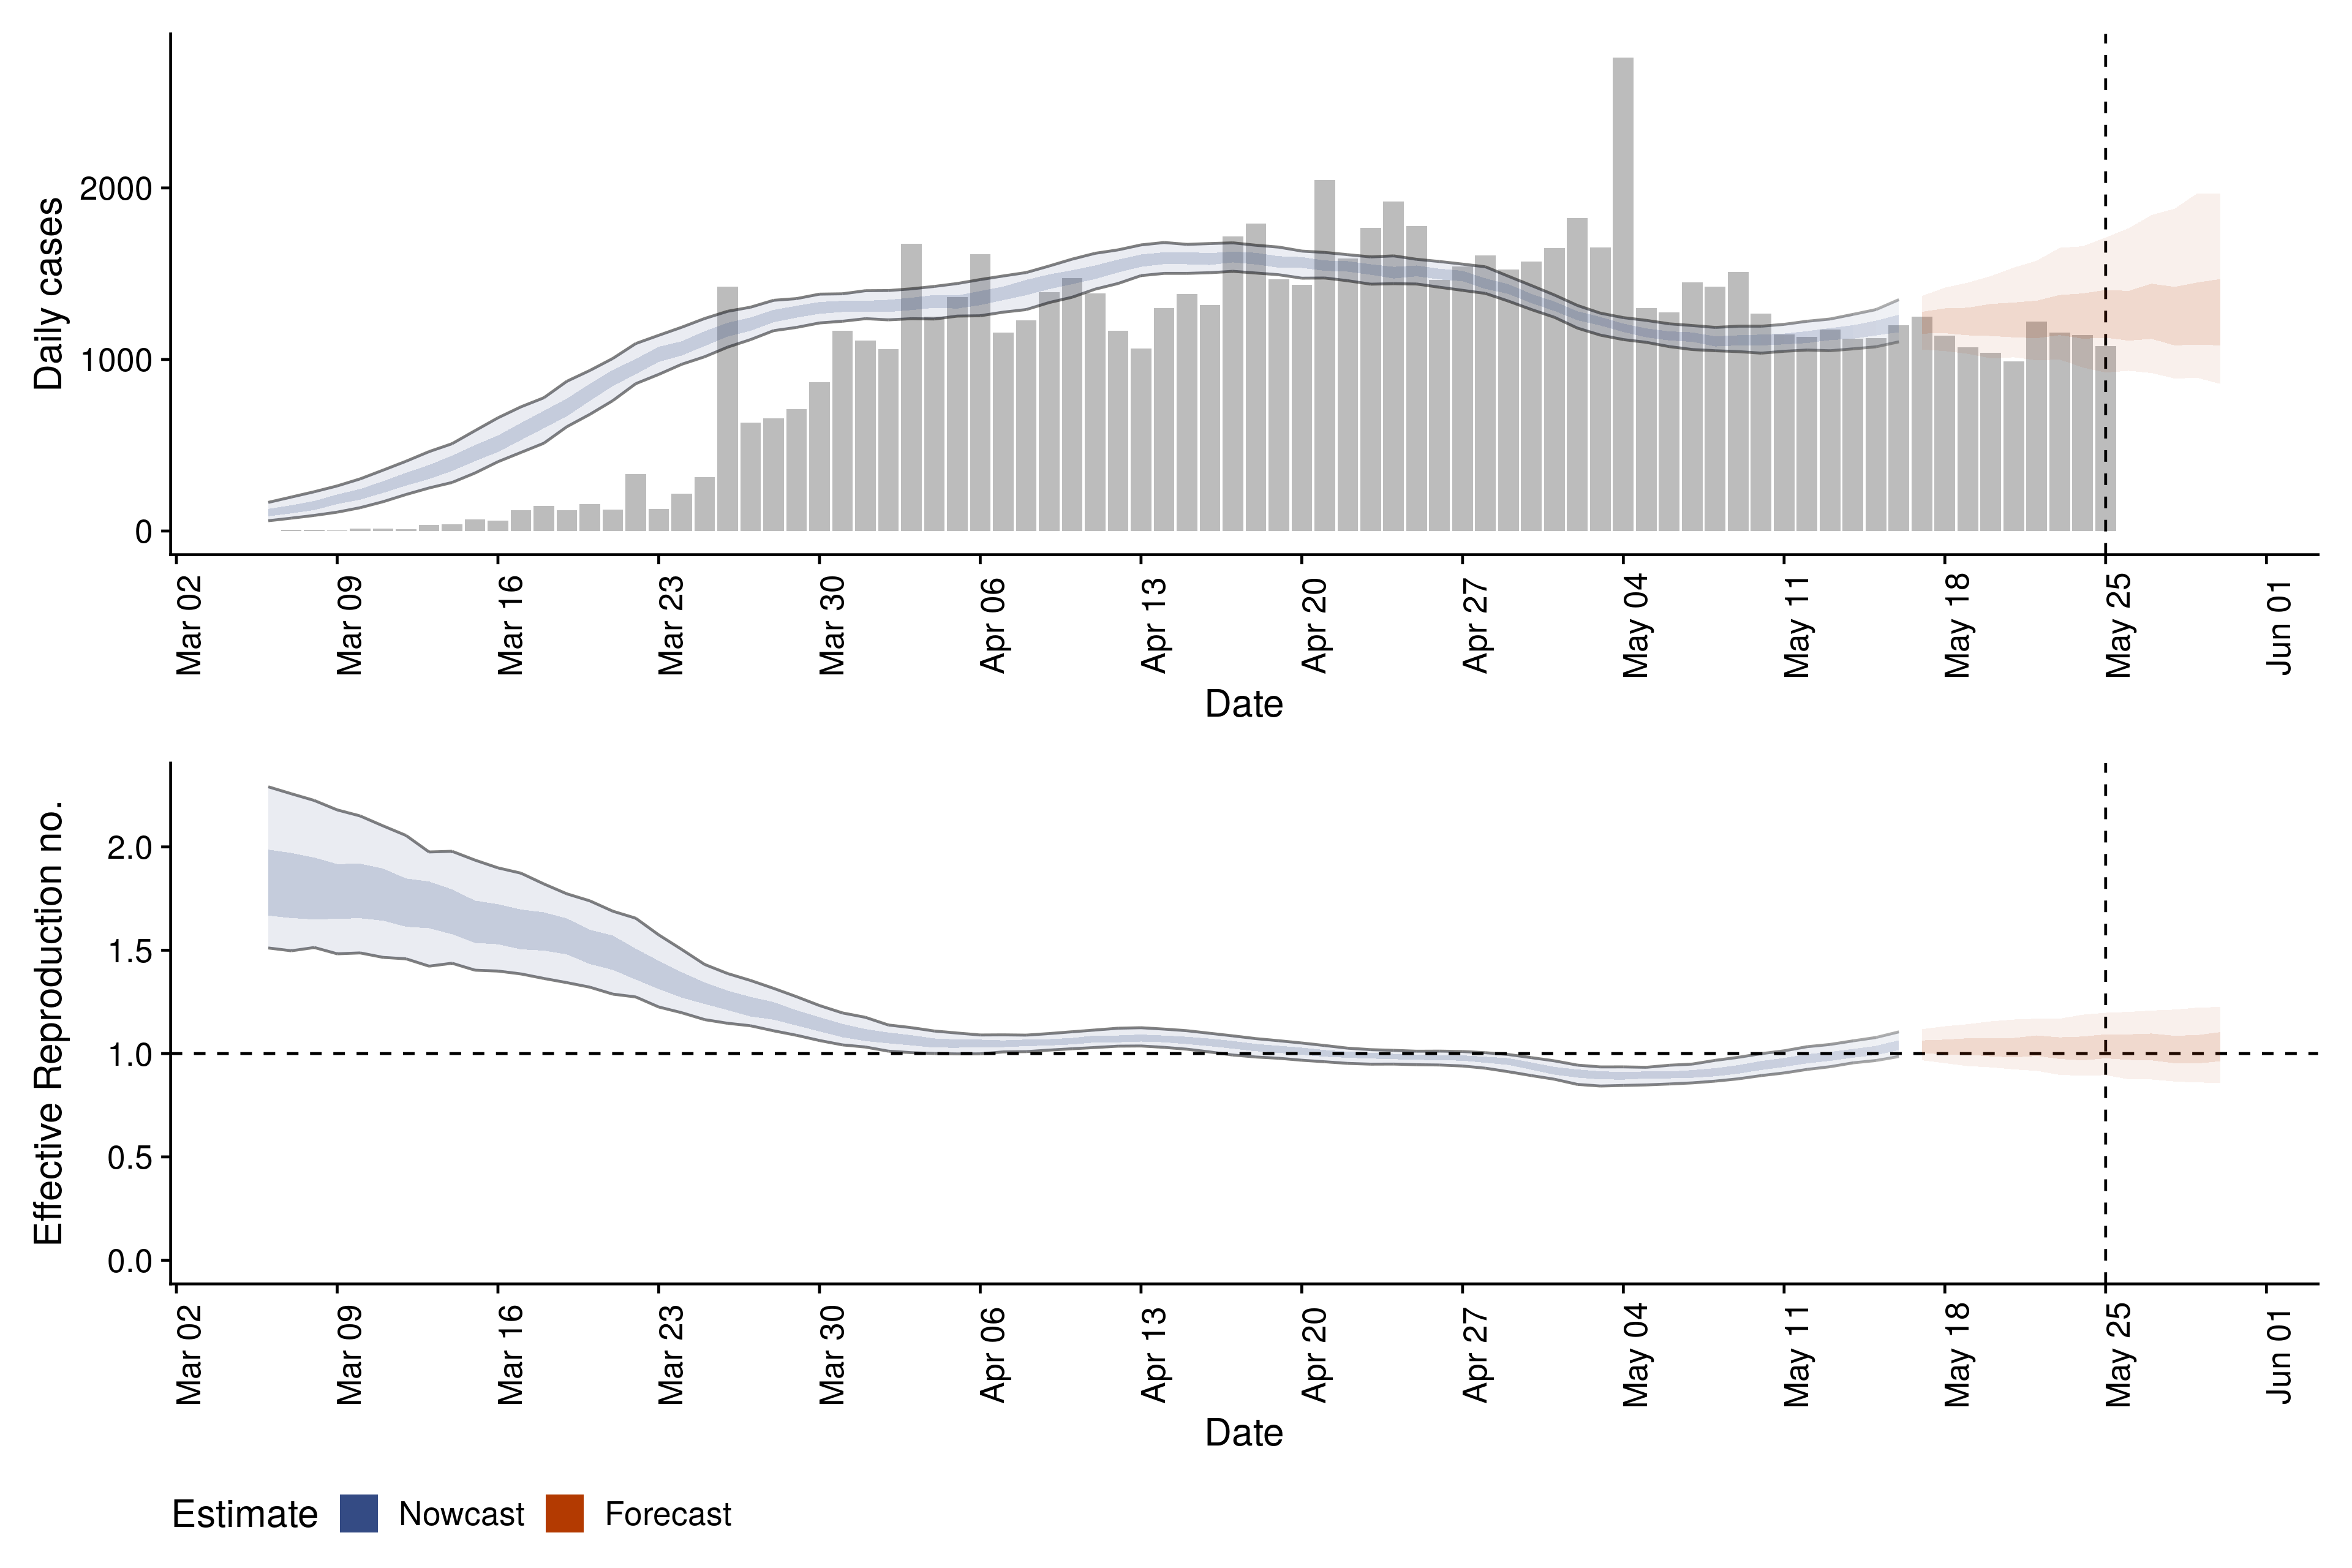 Daily cases
2000
1000
0
Mar 02
Mar 09
Mar 16
Mar 23
Mar 30
Apr 06
Apr 13
Apr 20
Apr 27
May 04
May 11
May 18
May 25
Jun 01
Date
Effective Reproduction no.
2.0
1.5
1.0
0.5
0.0
Mar 02
Mar 09
Mar 16
Mar 23
Mar 30
Apr 06
Apr 13
Apr 20
Apr 27
May 04
May 11
May 18
May 25
Jun 01
Date
Estimate Nowcast Forecast